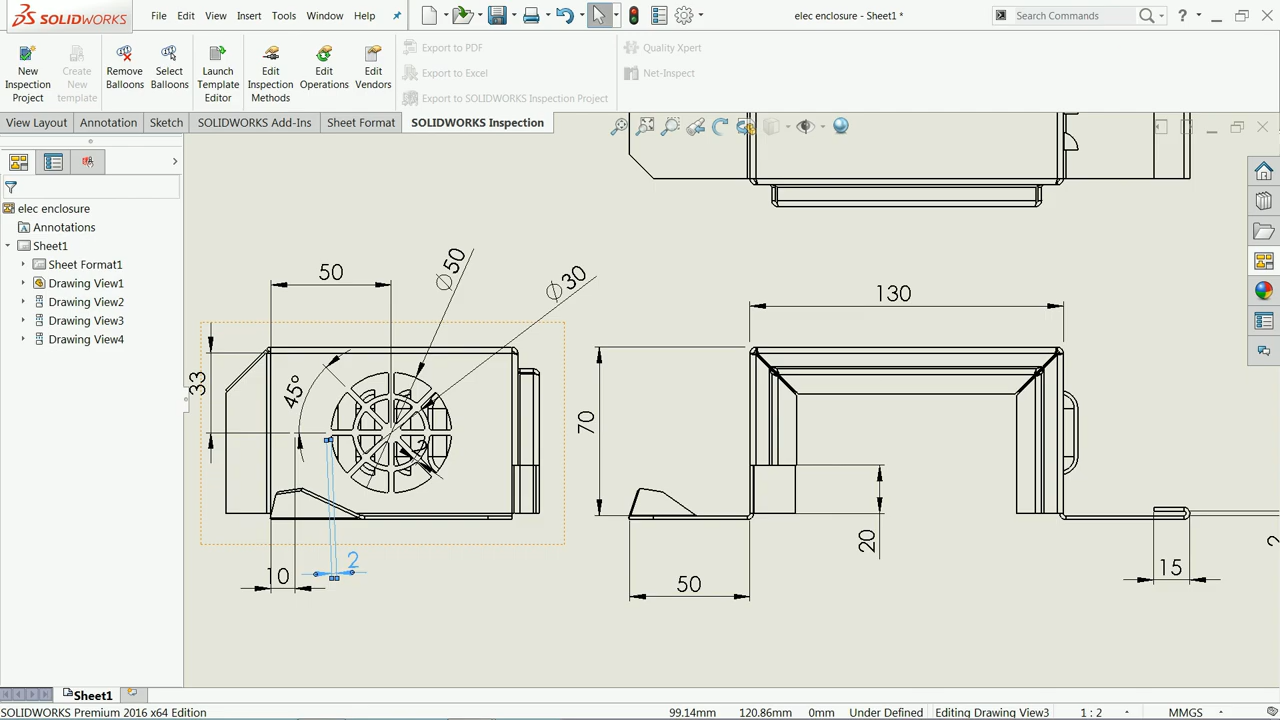 SOLIDWORKS
File Edit View Insert Tools Window Help
elec enclosure - Sheet1 *
Search Commands
New Inspection Project
Create New template
Remove Balloons
Select Balloons
Launch Template Editor
Edit Inspection Methods
Edit Operations
Edit Vendors
Export to PDF
Export to Excel
Export to SOLIDWORKS Inspection Project
Quality Xpert
Net-Inspect
View Layout Annotation Sketch SOLIDWORKS Add-Ins Sheet Format SOLIDWORKS Inspection
elec enclosure
Annotations
Sheet1
Sheet Format1
Drawing View1
Drawing View2
Drawing View3
Drawing View4
50
∅50
∅30
33
45°
2
2
10
130
70
20
50
15
2
Sheet1
SOLIDWORKS Premium 2016 x64 Edition
99.14mm 120.86mm 0mm Under Defined Editing Drawing View3 1 : 2 MMGS